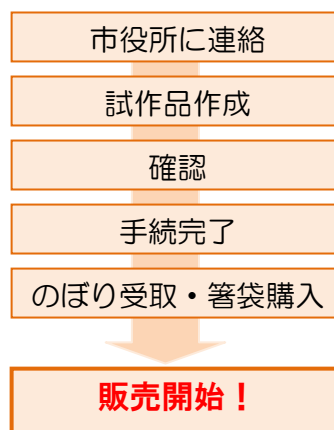 市役所に連絡
試作品作成
確認
手続完了
のぼり受取・箸袋購入
販売開始！